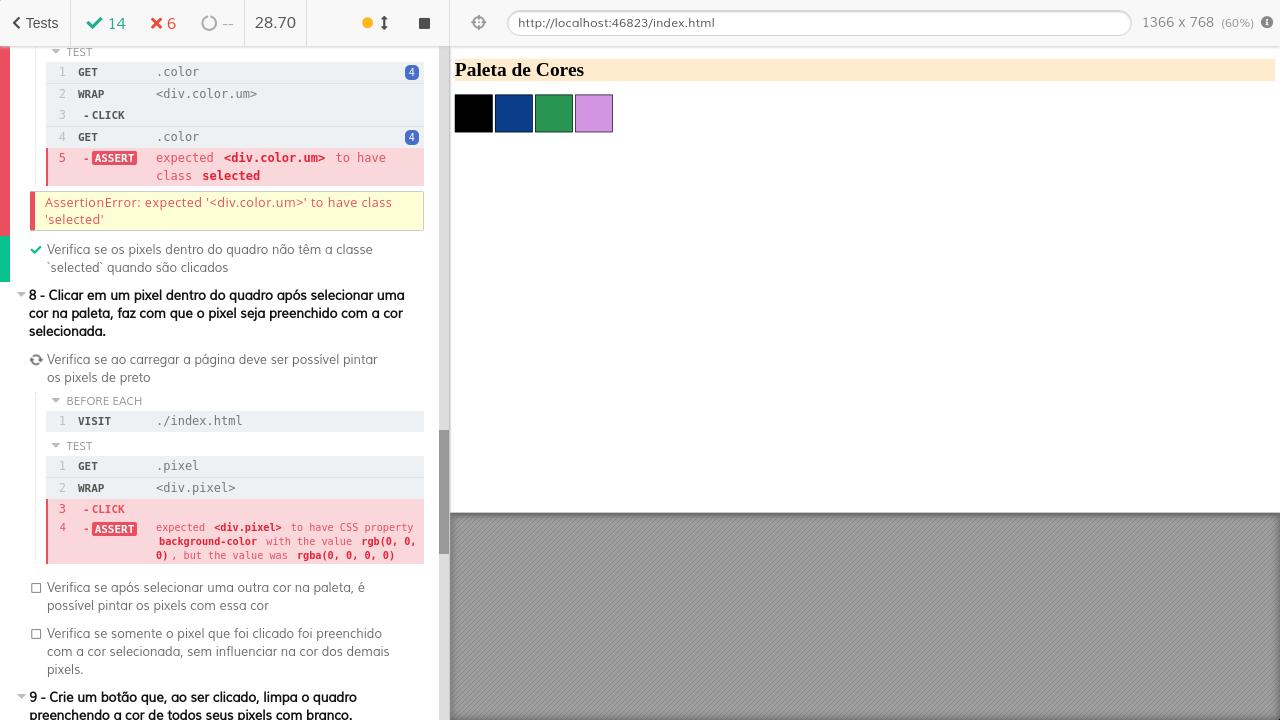 Tests
14
6
--
28.70
http://localhost:46823/index.html
1366 x 768 (60%)
TEST
1 GET .color 4
2 WRAP <div.color.um>
3 - CLICK
4 GET .color 4
5 - ASSERT expected <div.color.um> to have
class selected
AssertionError: expected '<div.color.um>' to have class
'selected'
Verifica se os pixels dentro do quadro não têm a classe
`selected` quando são clicados
8 - Clicar em um pixel dentro do quadro após selecionar uma
cor na paleta, faz com que o pixel seja preenchido com a cor
selecionada.
Verifica se ao carregar a página deve ser possível pintar
os pixels de preto
BEFORE EACH
1 VISIT ./index.html
TEST
1 GET .pixel
2 WRAP <div.pixel>
3 - CLICK
4 - ASSERT expected <div.pixel> to have CSS property
background-color with the value rgb(0, 0,
0), but the value was rgba(0, 0, 0, 0)
Verifica se após selecionar uma outra cor na paleta, é
possível pintar os pixels com essa cor
Verifica se somente o pixel que foi clicado foi preenchido
com a cor selecionada, sem influenciar na cor dos demais
pixels.
9 - Crie um botão que, ao ser clicado, limpa o quadro
preenchendo a cor de todos seus pixels com branco.
Paleta de Cores